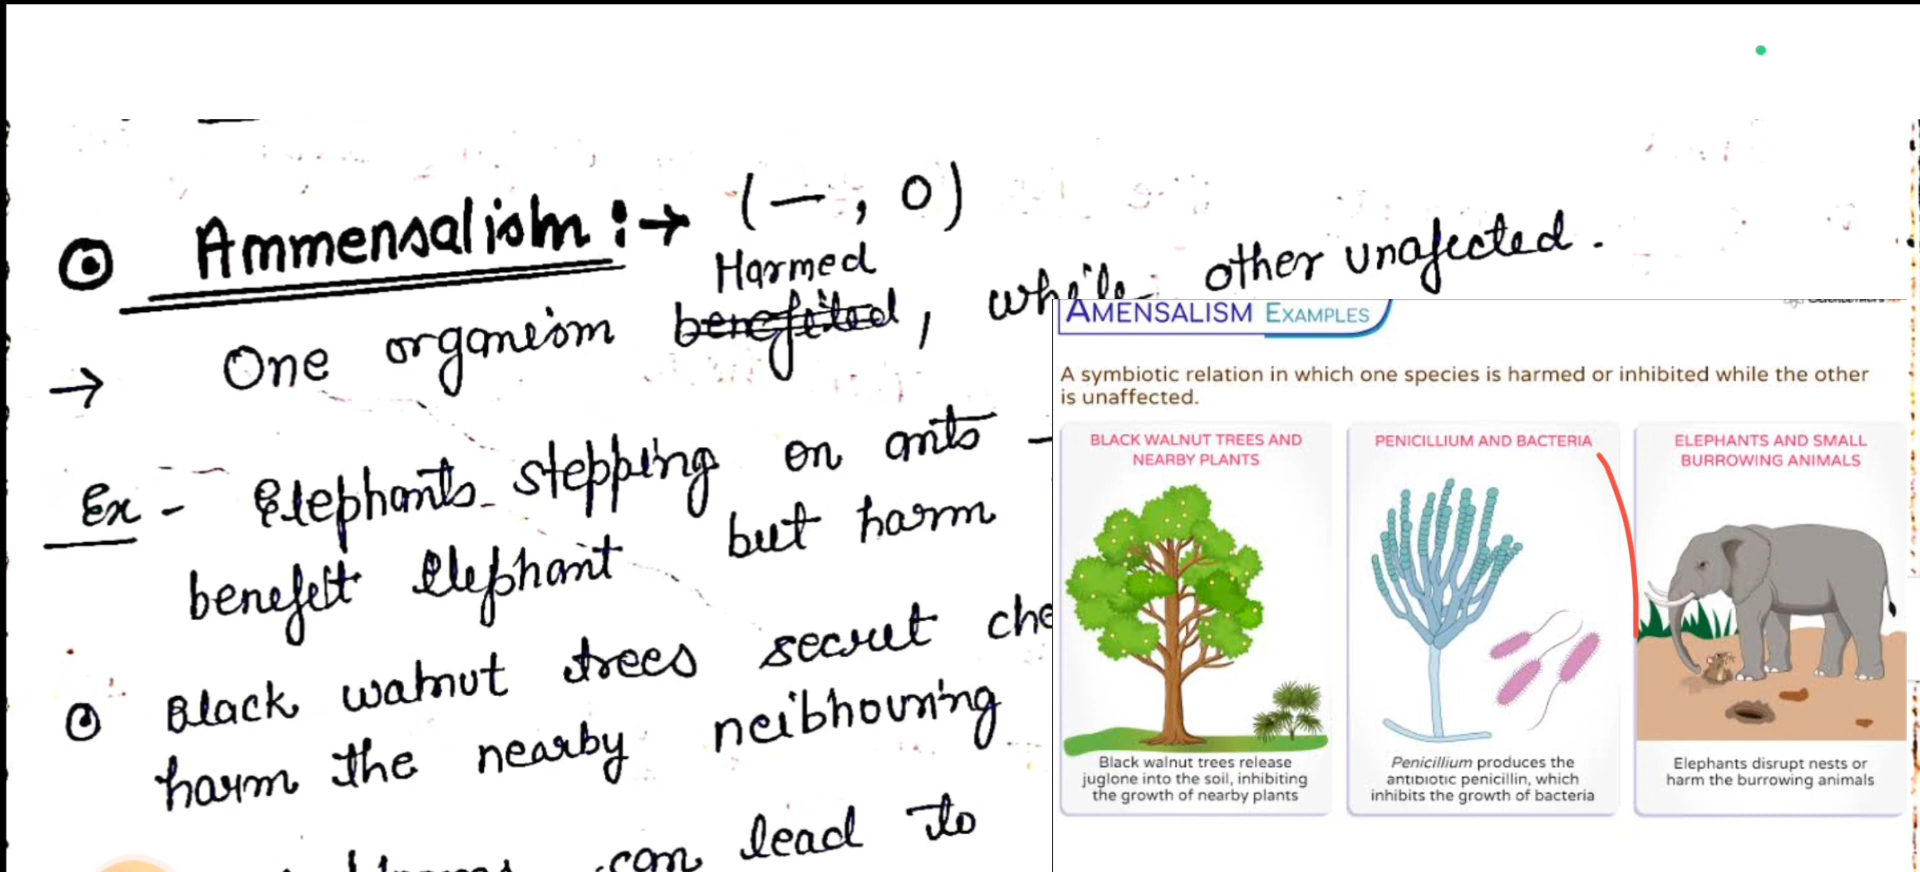 Ammensalism :→ (– , 0)
Harmed
→ One organism benefited, while other unafected.
Ex - Elephants stepping on ants –
benefit elephant but harm
Black walnut trees secret che
harm the nearby neibhouring
can lead to
AMENSALISM EXAMPLES
A symbiotic relation in which one species is harmed or inhibited while the other
is unaffected.
BLACK WALNUT TREES AND
NEARBY PLANTS
Black walnut trees release
juglone into the soil, inhibiting
the growth of nearby plants
PENICILLIUM AND BACTERIA
Penicillium produces the
antibiotic penicillin, which
inhibits the growth of bacteria
ELEPHANTS AND SMALL
BURROWING ANIMALS
Elephants disrupt nests or
harm the burrowing animals